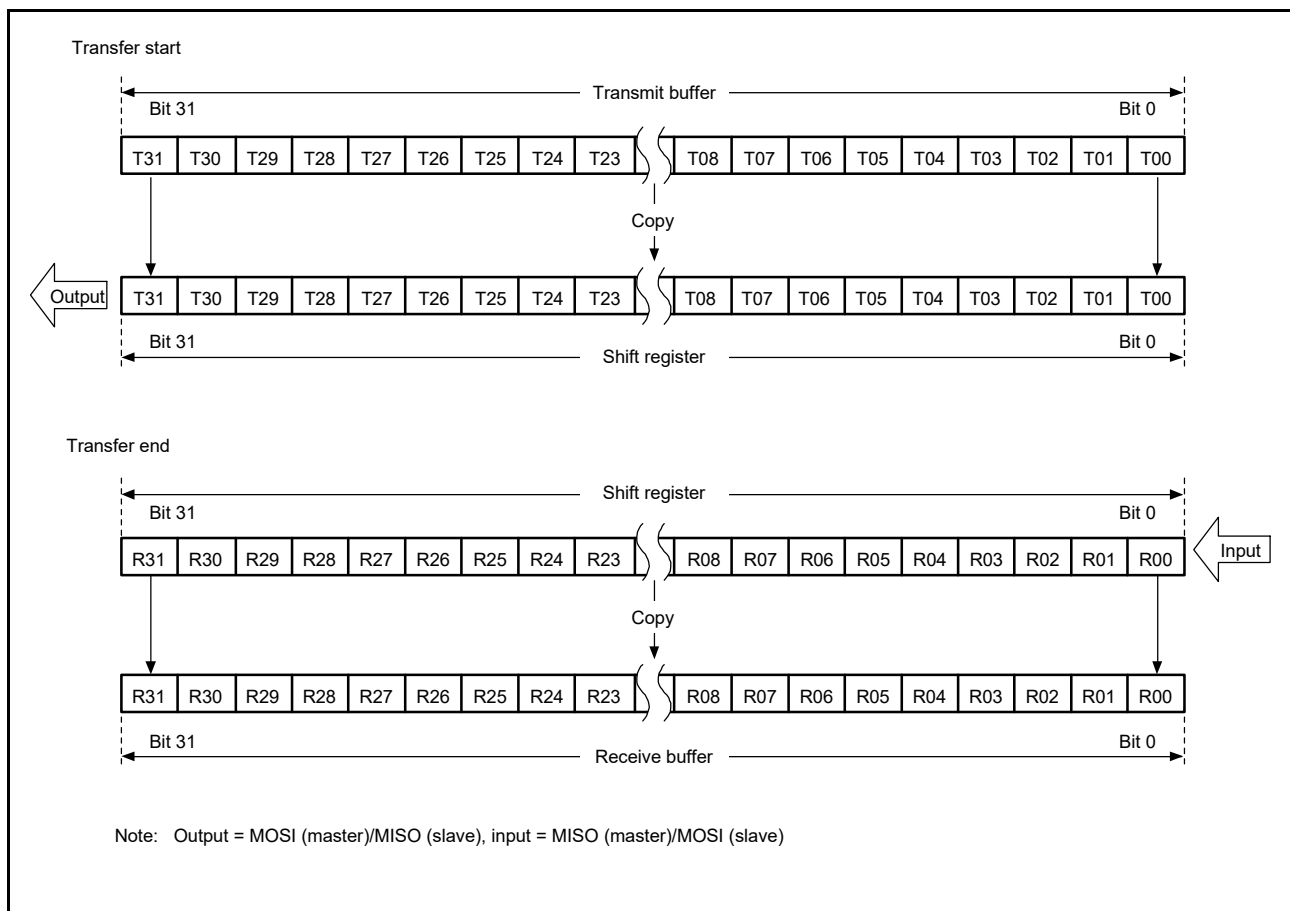 Transfer start
Transmit buffer
Bit 31 Bit 0
T31 T30 T29 T28 T27 T26 T25 T24 T23 T08 T07 T06 T05 T04 T03 T02 T01 T00
Copy
Output T31 T30 T29 T28 T27 T26 T25 T24 T23 T08 T07 T06 T05 T04 T03 T02 T01 T00
Bit 31 Bit 0
Shift register
Transfer end
Shift register
Bit 31 Bit 0
R31 R30 R29 R28 R27 R26 R25 R24 R23 R08 R07 R06 R05 R04 R03 R02 R01 R00 Input
Copy
R31 R30 R29 R28 R27 R26 R25 R24 R23 R08 R07 R06 R05 R04 R03 R02 R01 R00
Bit 31 Bit 0
Receive buffer
Note: Output = MOSI (master)/MISO (slave), input = MISO (master)/MOSI (slave)